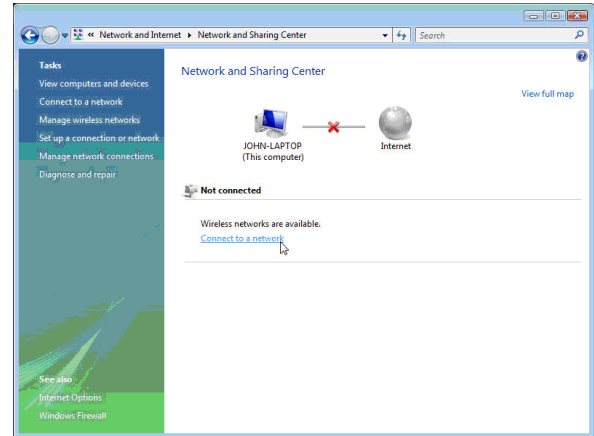 « Network and Internet ▸ Network and Sharing Center
Search
Tasks
View computers and devices
Connect to a network
Manage wireless networks
Set up a connection or network
Manage network connections
Diagnose and repair
Network and Sharing Center
View full map
JOHN-LAPTOP
(This computer)
Internet
Not connected
Wireless networks are available.
Connect to a network
See also
Internet Options
Windows Firewall